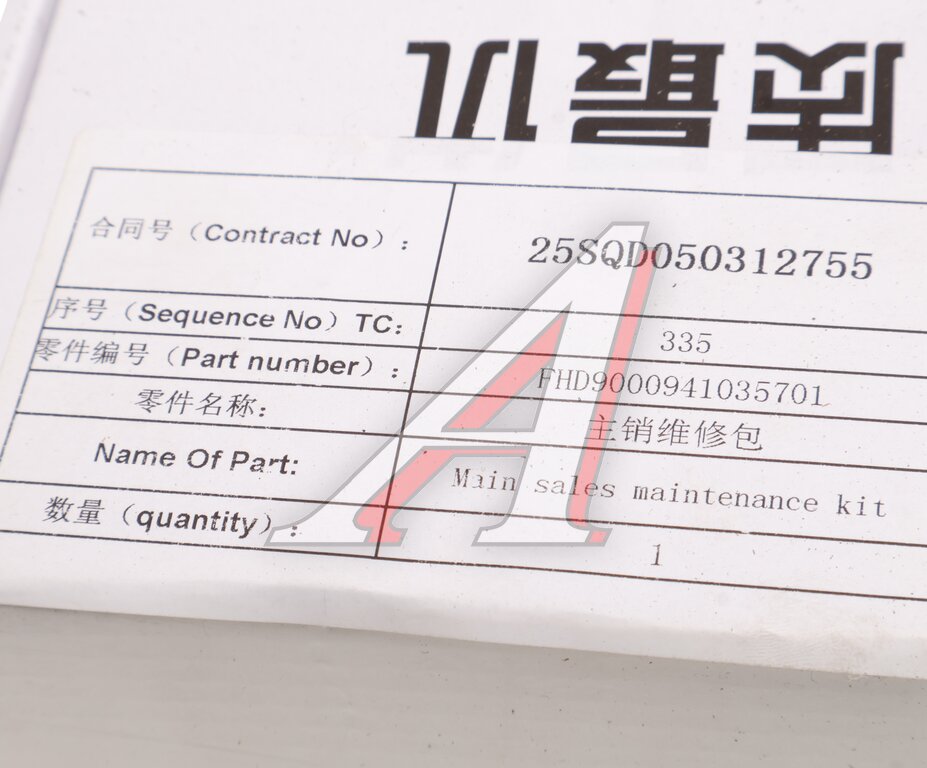 合同号（Contract No）： 25SQD050312755
序号（Sequence No）TC： 335
零件编号（Part number）： FHD9000941035701
零件名称： 主销维修包
Name Of Part: Main sales maintenance kit
数量（quantity）： 1